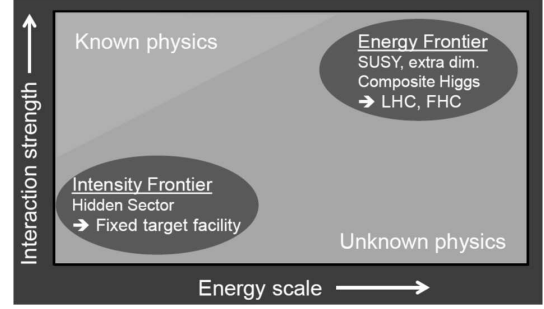 Known physics
Energy Frontier
SUSY, extra dim.
Composite Higgs
➔ LHC, FHC
Intensity Frontier
Hidden Sector
➔ Fixed target facility
Unknown physics
Interaction strength
Energy scale